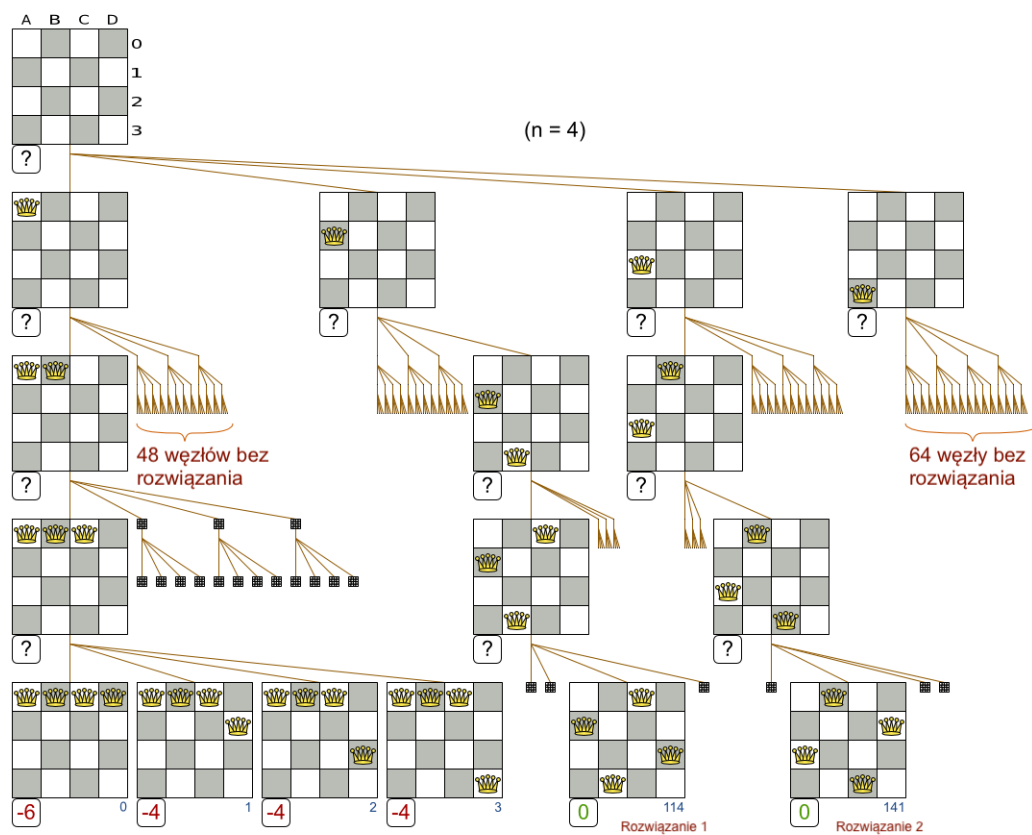 A B C D
0
1
2
3
(n = 4)
?
? ? ? ?
48 węzłów bez
rozwiązania
64 węzły bez
rozwiązania
? ? ?
? ? ?
-6 0 -4 1 -4 2 -4 3 0 114 0 141
Rozwiązanie 1 Rozwiązanie 2